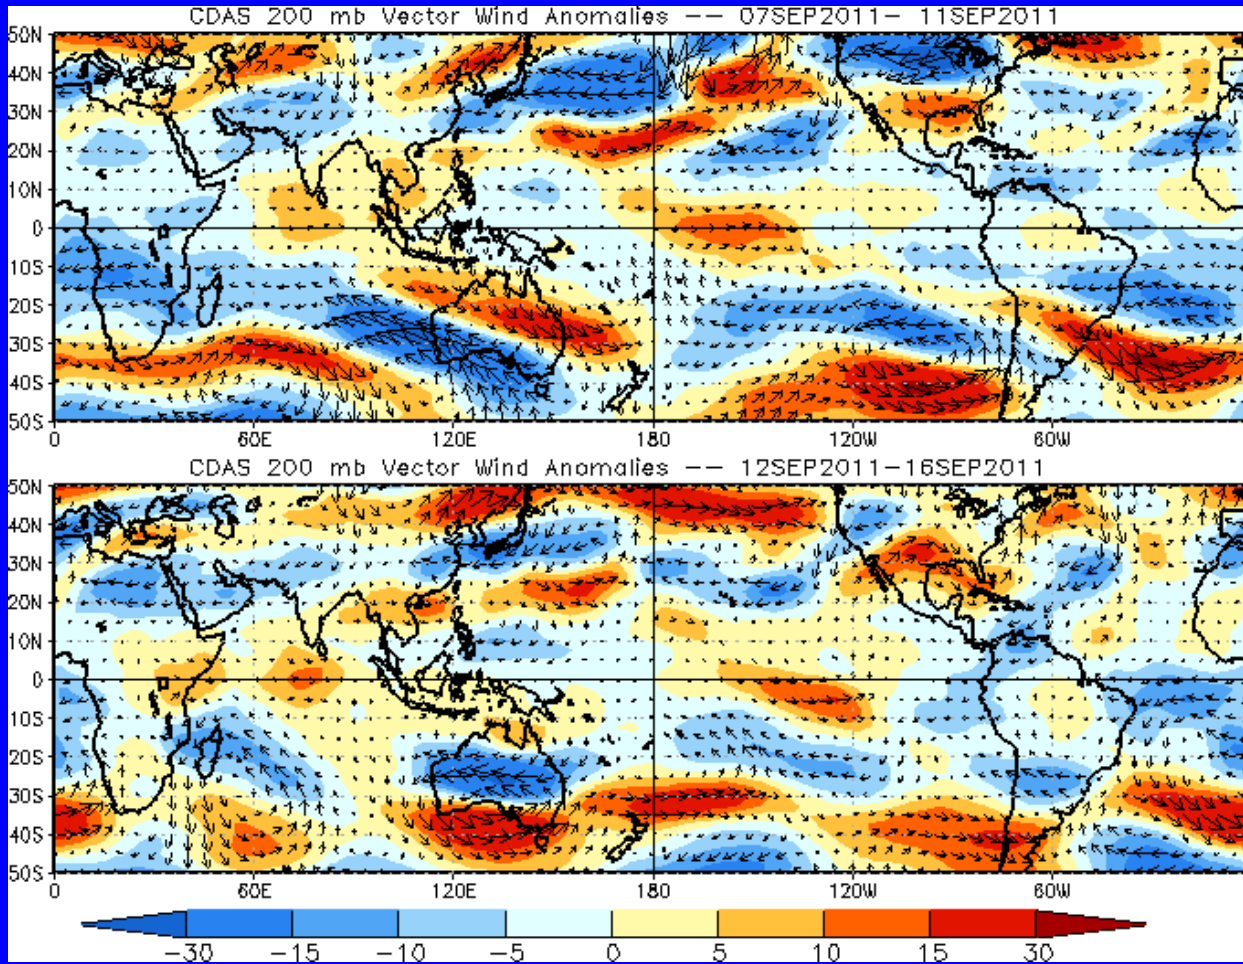 CDAS 200 mb Vector Wind Anomalies -- 07SEP2011- 11SEP2011
50N
40N
30N
20N
10N
0
10S
20S
30S
40S
50S
0 60E 120E 180 120W 60W
CDAS 200 mb Vector Wind Anomalies -- 12SEP2011-16SEP2011
50N
40N
30N
20N
10N
0
10S
20S
30S
40S
50S
0 60E 120E 180 120W 60W
-30 -15 -10 -5 0 5 10 15 30